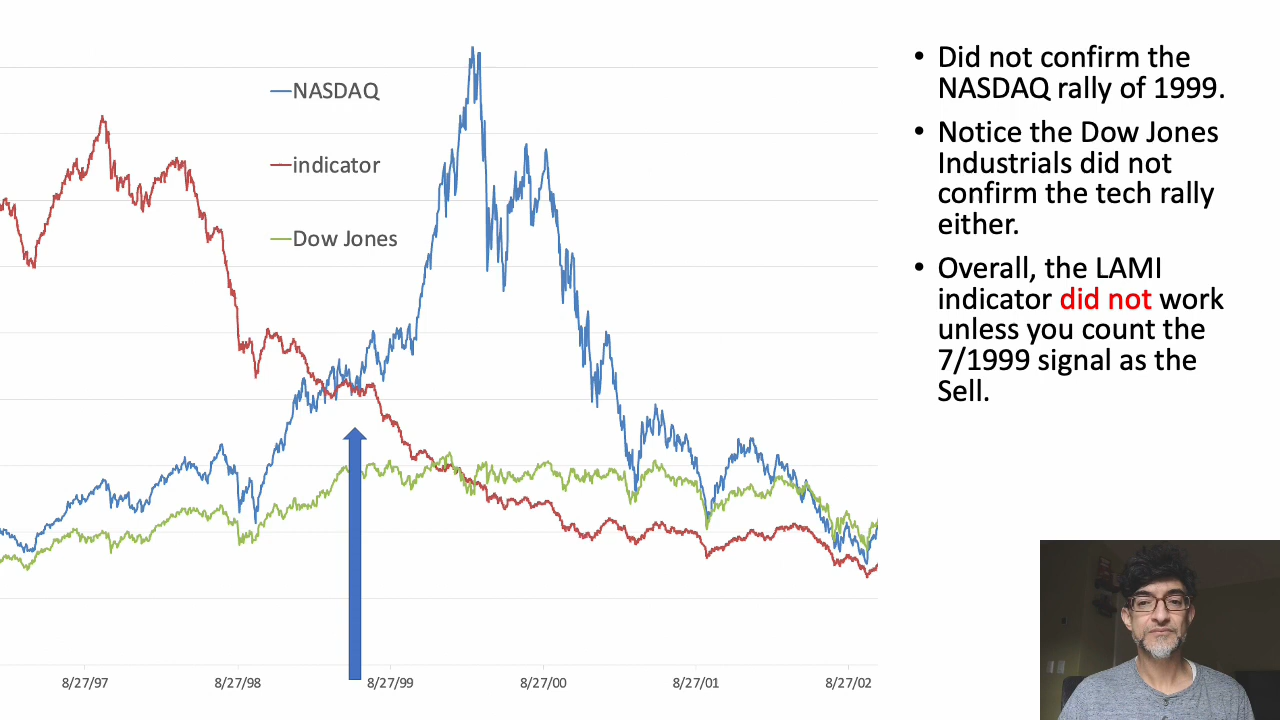 NASDAQ
indicator
Dow Jones
8/27/97
8/27/98
8/27/99
8/27/00
8/27/01
8/27/02
• Did not confirm the
NASDAQ rally of 1999.
• Notice the Dow Jones
Industrials did not
confirm the tech rally
either.
• Overall, the LAMI
indicator did not work
unless you count the
7/1999 signal as the
Sell.